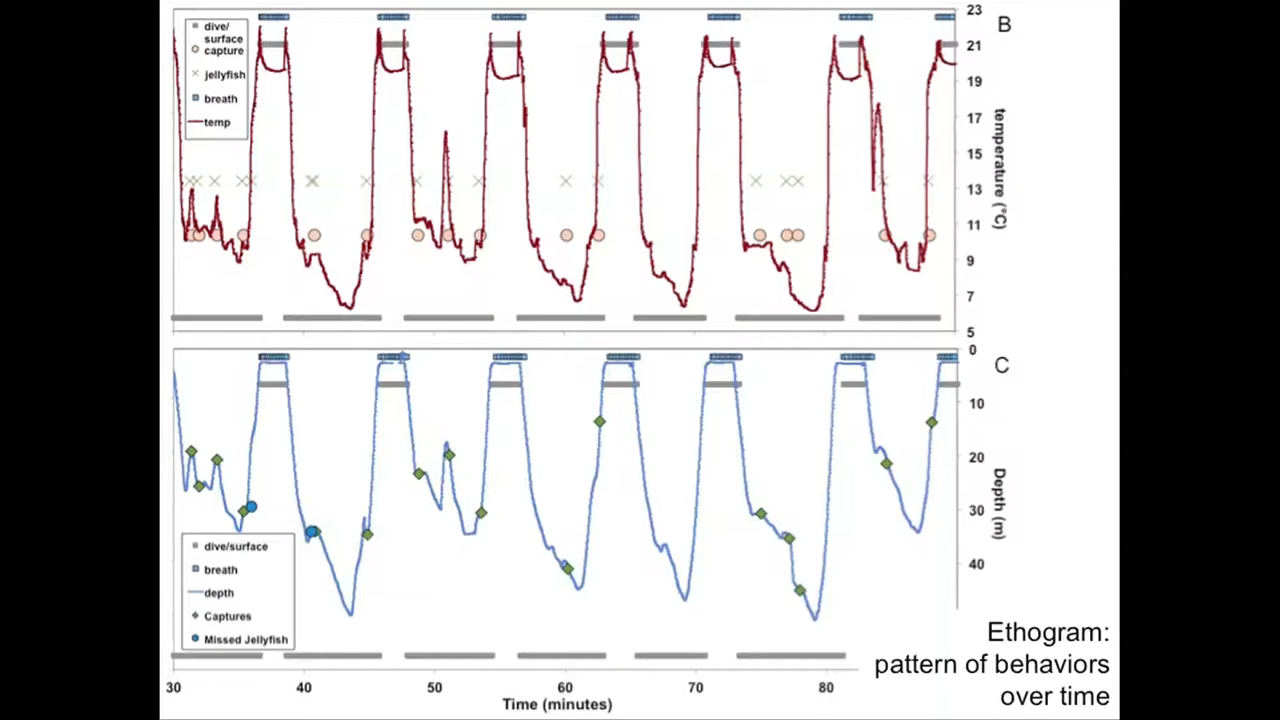 B
dive/
surface
capture
jellyfish
breath
temp
23
21
19
17
15
13
11
9
7
5
temperature (°C)
C
0
10
20
30
40
Depth (m)
dive/surface
breath
depth
Captures
Missed Jellyfish
30
40
50
60
70
80
Time (minutes)
Ethogram:
pattern of behaviors
over time